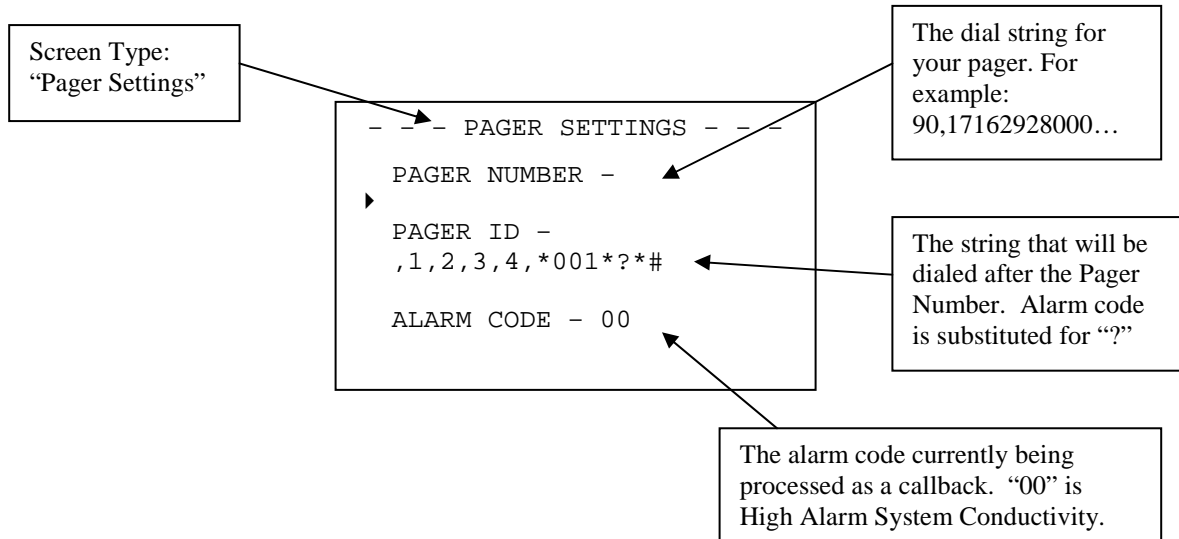 Screen Type:
“Pager Settings”
The dial string for
your pager. For
example:
90,17162928000…
- - - PAGER SETTINGS - - -
PAGER NUMBER –
PAGER ID –
,1,2,3,4,*001*?*#
ALARM CODE – 00
The string that will be
dialed after the Pager
Number.  Alarm code
is substituted for “?”
The alarm code currently being
processed as a callback.  “00” is
High Alarm System Conductivity.